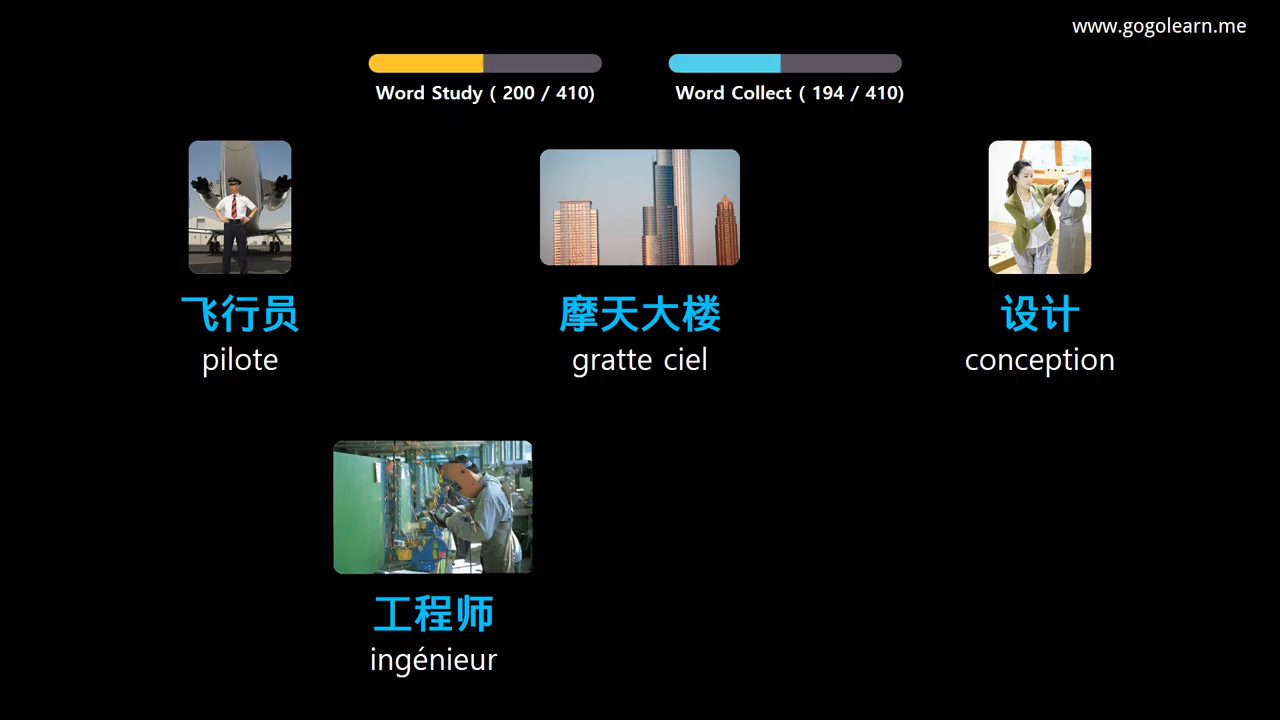 www.gogolearn.me
Word Study ( 200 / 410)
Word Collect ( 194 / 410)
飞行员
pilote
摩天大楼
gratte ciel
设计
conception
工程师
ingénieur